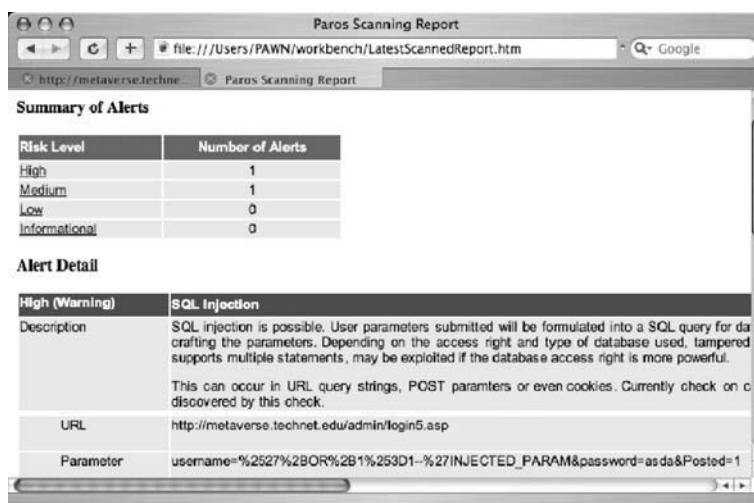 Paros Scanning Report
file:///Users/PAWN/workbench/LatestScannedReport.htm
Google
http://metaverse.techne...
Paros Scanning Report
Summary of Alerts
Risk Level Number of Alerts
High 1
Medium 1
Low 0
Informational 0
Alert Detail
High (Warning) SQL Injection
Description SQL injection is possible. User parameters submitted will be formulated into a SQL query for da
crafting the parameters. Depending on the access right and type of database used, tampered
supports multiple statements, may be exploited if the database access right is more powerful.
This can occur in URL query strings, POST paramters or even cookies. Currently check on c
discovered by this check.
URL http://metaverse.technet.edu/admin/login5.asp
Parameter username=%2527%2BOR%2B1%253D1--%27INJECTED_PARAM&password=asda&Posted=1